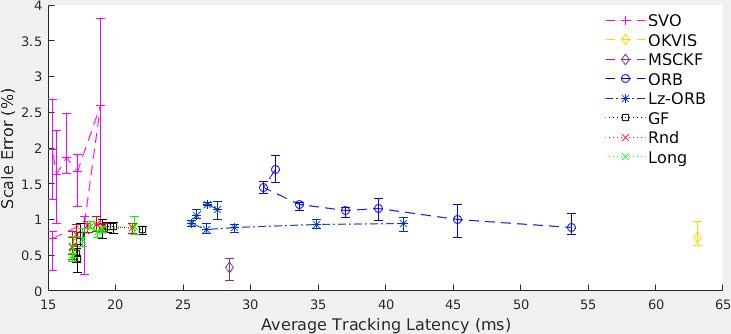 4
3.5
3
2.5
2
1.5
1
0.5
0
Scale Error (%)
15 20 25 30 35 40 45 50 55 60 65
Average Tracking Latency (ms)
SVO
OKVIS
MSCKF
ORB
Lz-ORB
GF
Rnd
Long